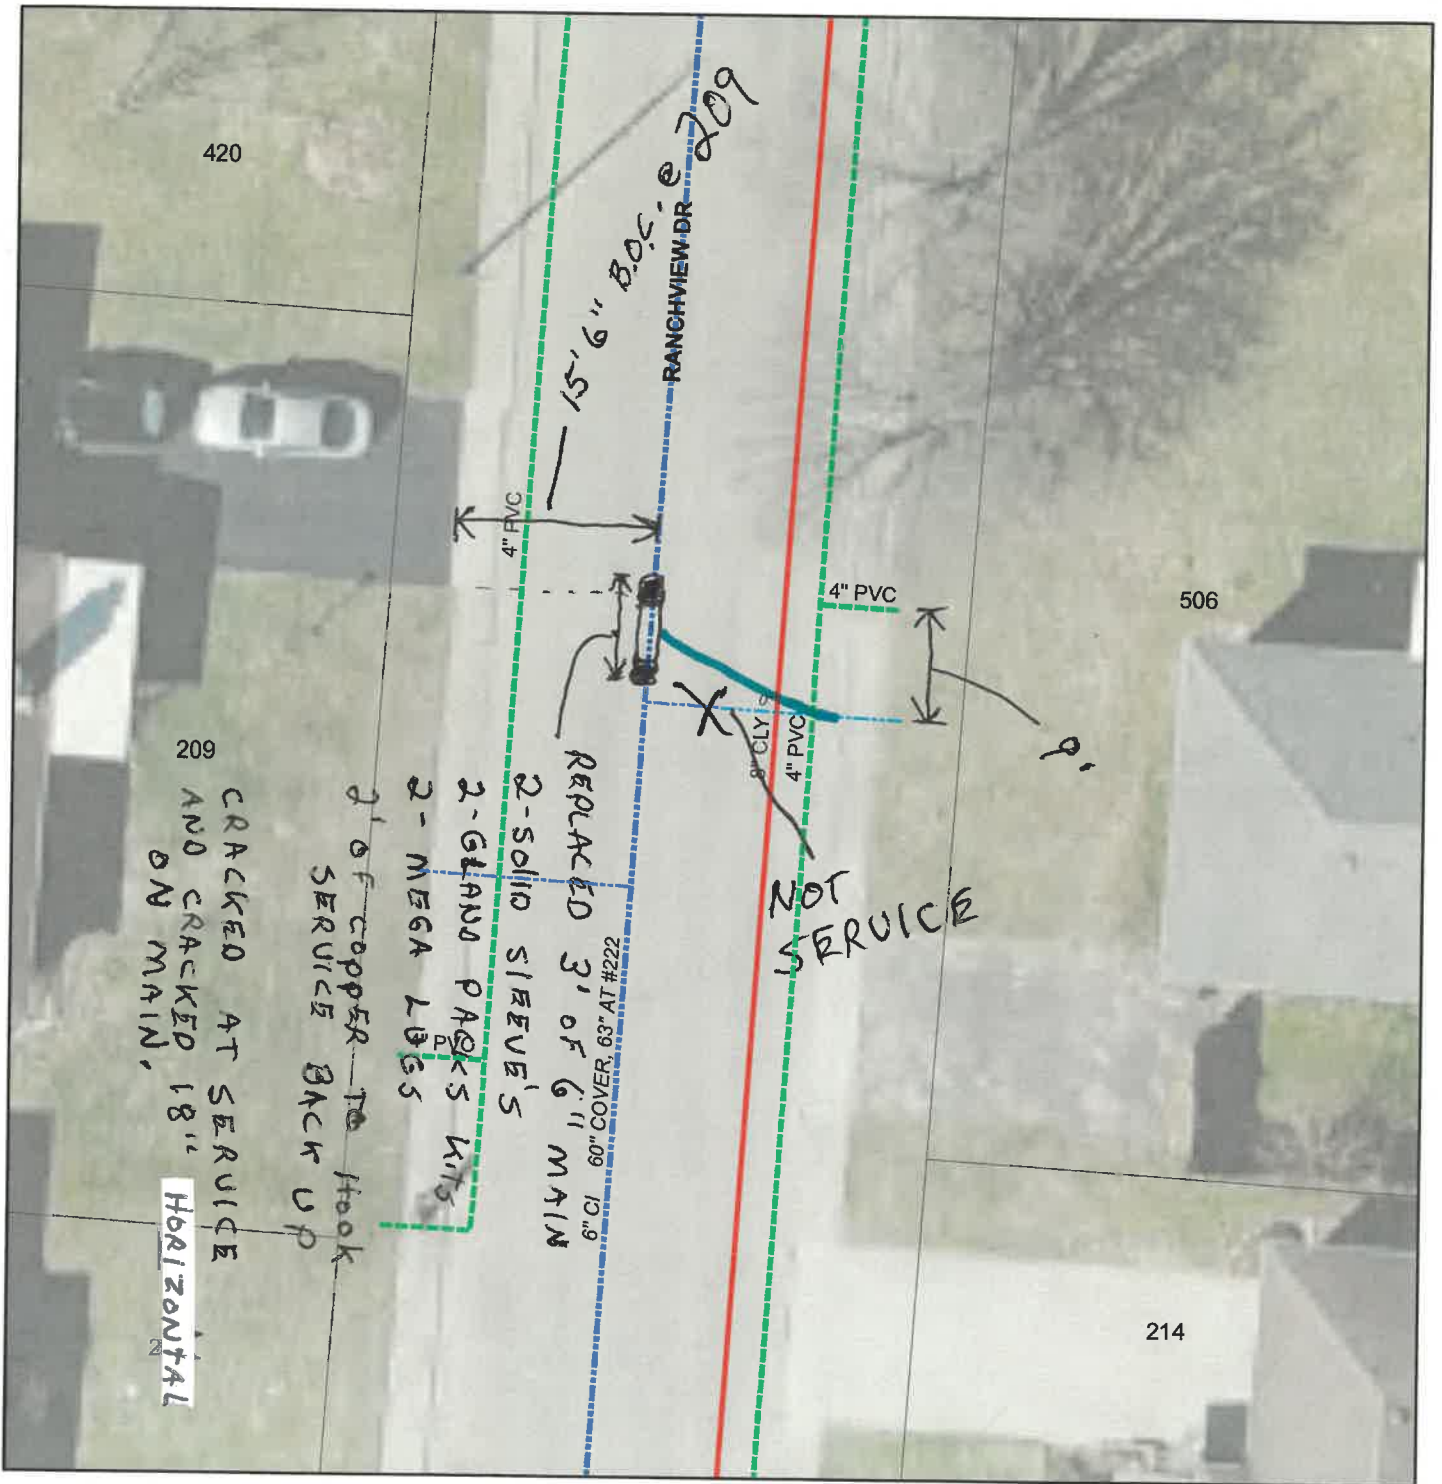 420
15' 6" B.O.C. @ 209
RANCHVIEW DR
4" PVC
4" PVC
506
9'
8" CLY
4" PVC
NOT
SERVICE
209
REPLACED 3' OF 6" MAIN
2-SOLID SLEEVE'S
2-GLAND PACKS KITS
2-MEGA LUGS
2' OF COPPER TO HOOK
SERVICE BACK UP
CRACKED AT SERVICE
AND CRACKED 18" HORIZONTAL
ON MAIN.
6" CI 60" COVER, 63" AT #222
PVC
214